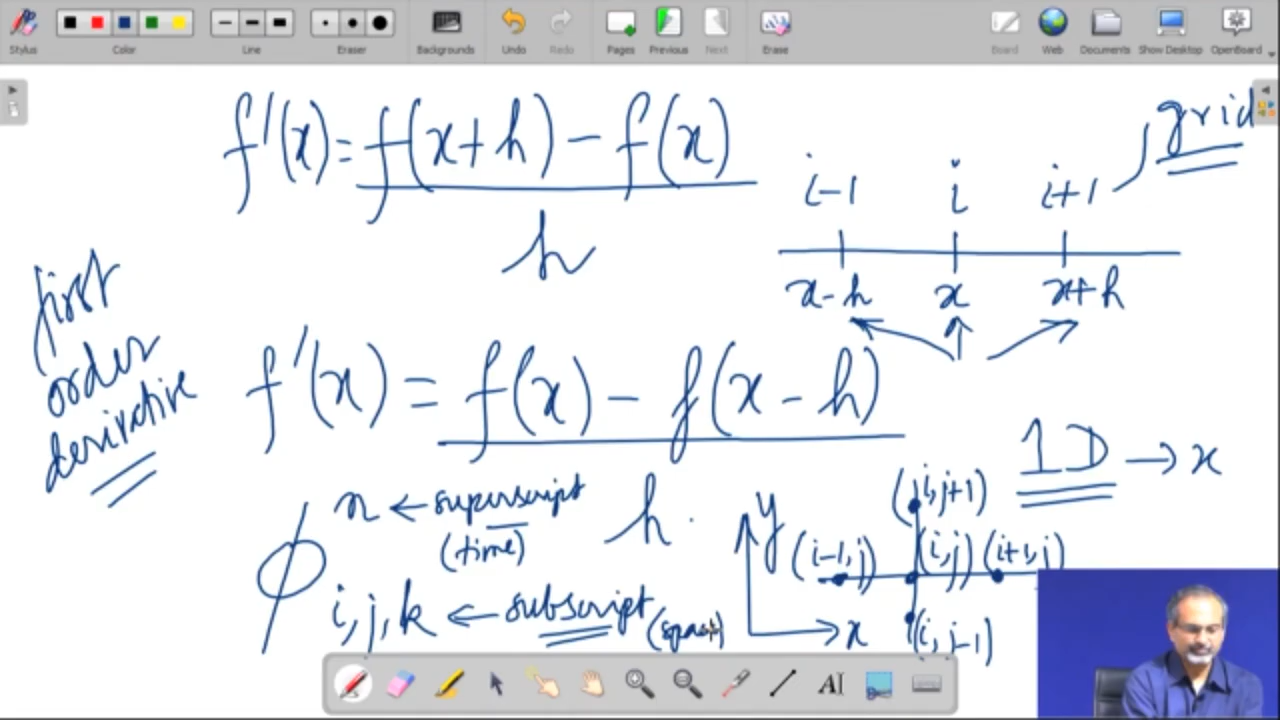 Stylus Color Line Eraser Backgrounds Undo Redo Pages Previous Next Erase Board Web Documents Show Desktop OpenBoard
f'(x) = f(x+h) - f(x)
h
grid
i-1 i i+1
x-h x x+h
first
order
derivative
f'(x) = f(x) - f(x-h)
h
1D → x
ϕ
n ← superscript
(time)
i, j, k ← subscript (space)
y
x
(i, j+1)
(i-1, j) (i, j) (i+1, j)
(i, j-1)
AI